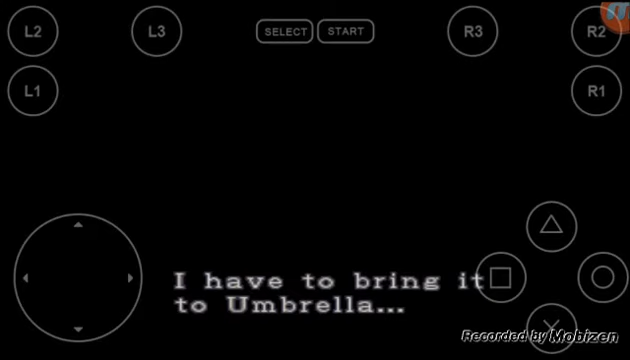 L2 L3 SELECT START R3 R2
L1 R1
I have to bring it
to Umbrella...
Recorded by Mobizen